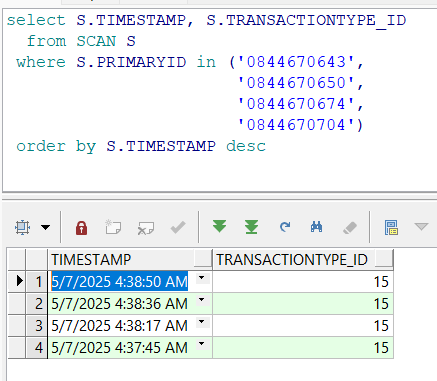 select S.TIMESTAMP, S.TRANSACTIONTYPE_ID
from SCAN S
where S.PRIMARYID in ('0844670643',
'0844670650',
'0844670674',
'0844670704')
order by S.TIMESTAMP desc
TIMESTAMP TRANSACTIONTYPE_ID
1 5/7/2025 4:38:50 AM 15
2 5/7/2025 4:38:36 AM 15
3 5/7/2025 4:38:17 AM 15
4 5/7/2025 4:37:45 AM 15